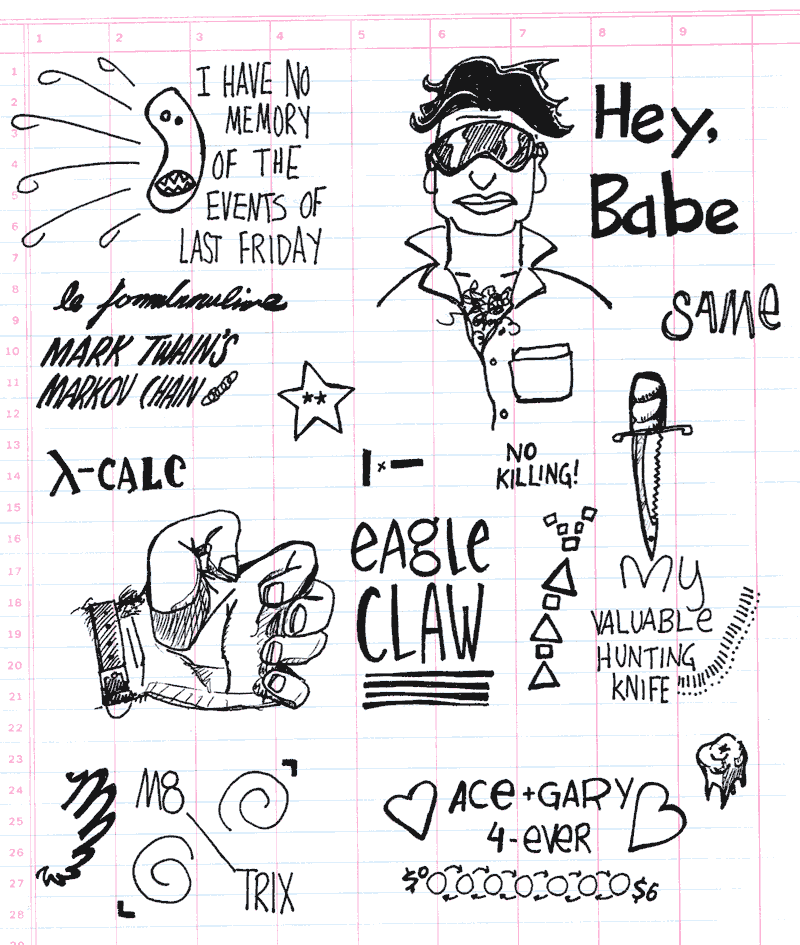 1 2 3 4 5 6 7 8 9
1
2
3
4
5
6
7
8
9
10
11
12
13
14
15
16
17
18
19
20
21
22
23
24
25
26
27
28
I HAVE NO
MEMORY
OF THE
EVENTS OF
LAST FRIDAY
Hey,
Babe
SAME
le
MARK TWAIN'S
MARKOV CHAIN
**
λ-CALC
NO
KILLING!
EAGLE
CLAW
My
VALUABLE
HUNTING
KNIFE
M8
TRIX
ACE+GARY
4-EVER
$0
$6